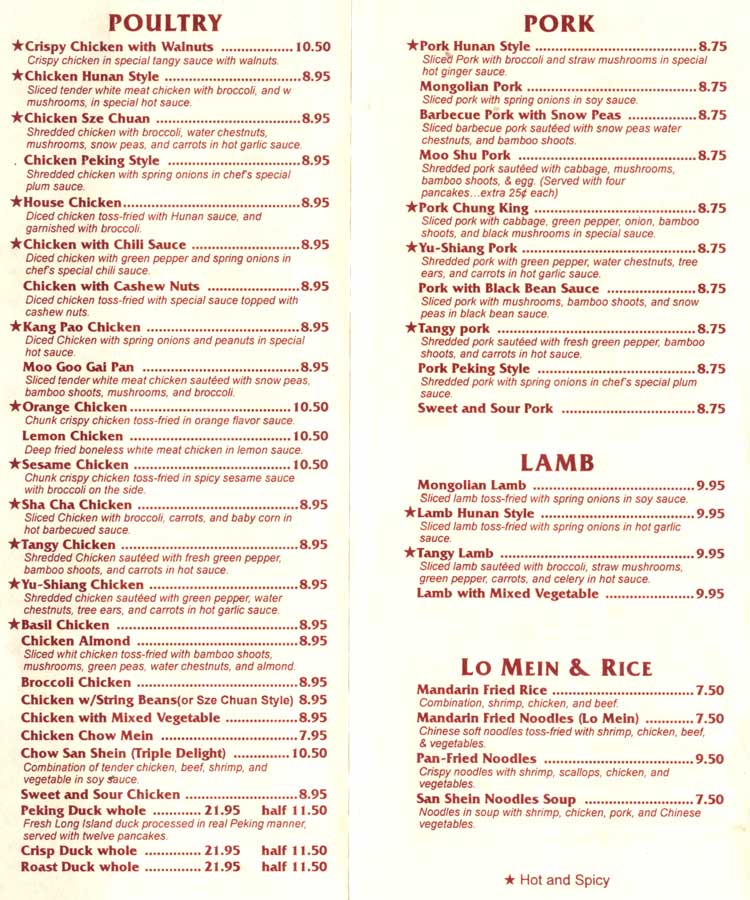 POULTRY
★Crispy Chicken with Walnuts ................. 10.50
Crispy chicken in special tangy sauce with walnuts.
★Chicken Hunan Style ................................. 8.95
Sliced tender white meat chicken with broccoli, and w
mushrooms, in special hot sauce.
★Chicken Sze Chuan ................................. 8.95
Shredded chicken with broccoli, water chestnuts,
mushrooms, snow peas, and carrots in hot garlic sauce.
Chicken Peking Style ............................... 8.95
Shredded chicken with spring onions in chef's special
plum sauce.
★House Chicken......................................... 8.95
Diced chicken toss-fried with Hunan sauce, and
garnished with broccoli.
★Chicken with Chili Sauce ......................... 8.95
Diced chicken with green pepper and spring onions in
chef's special chili sauce.
Chicken with Cashew Nuts ..................... 8.95
Diced chicken toss-fried with special sauce topped with
cashew nuts.
★Kang Pao Chicken ................................... 8.95
Diced Chicken with spring onions and peanuts in special
hot sauce.
Moo Goo Gai Pan ..................................... 8.95
Sliced tender white meat chicken sautéed with snow peas,
bamboo shoots, mushrooms, and broccoli.
★Orange Chicken ..................................... 10.50
Chunk crispy chicken toss-fried in orange flavor sauce.
Lemon Chicken ..................................... 10.50
Deep fried boneless white meat chicken in lemon sauce.
★Sesame Chicken ..................................... 10.50
Chunk crispy chicken toss-fried in spicy sesame sauce
with broccoli on the side.
★Sha Cha Chicken ..................................... 8.95
Sliced Chicken with broccoli, carrots, and baby corn in
hot barbecued sauce.
★Tangy Chicken ......................................... 8.95
Shredded Chicken sautéed with fresh green pepper,
bamboo shoots, and carrots in hot sauce.
★Yu-Shiang Chicken ................................... 8.95
Shredded chicken sautéed with green pepper, water
chestnuts, tree ears, and carrots in hot garlic sauce.
★Basil Chicken ........................................... 8.95
Chicken Almond ..................................... 8.95
Sliced whit chicken toss-fried with bamboo shoots,
mushrooms, green peas, water chestnuts, and almond.
Broccoli Chicken ..................................... 8.95
Chicken w/String Beans(or Sze Chuan Style) 8.95
Chicken with Mixed Vegetable ................. 8.95
Chicken Chow Mein ................................. 7.95
Chow San Shein (Triple Delight) ............. 10.50
Combination of tender chicken, beef, shrimp, and
vegetable in soy sauce.
Sweet and Sour Chicken ......................... 8.95
Peking Duck whole ........... 21.95 half 11.50
Fresh Long Island duck processed in real Peking manner,
served with twelve pancakes.
Crisp Duck whole ............. 21.95 half 11.50
Roast Duck whole ............. 21.95 half 11.50
PORK
★Pork Hunan Style ..................................... 8.75
Sliced Pork with broccoli and straw mushrooms in special
hot ginger sauce.
Mongolian Pork ....................................... 8.75
Sliced pork with spring onions in soy sauce.
Barbecue Pork with Snow Peas ............... 8.75
Sliced barbecue pork sautéed with snow peas water
chestnuts, and bamboo shoots.
Moo Shu Pork ......................................... 8.75
Shredded pork sautéed with cabbage, mushrooms,
bamboo shoots, & egg. (Served with four
pancakes...extra 25¢ each)
★Pork Chung King ..................................... 8.75
Sliced pork with cabbage, green pepper, onion, bamboo
shoots, and black mushrooms in special sauce.
★Yu-Shiang Pork ....................................... 8.75
Shredded pork with green pepper, water chestnuts, tree
ears, and carrots in hot garlic sauce.
Pork with Black Bean Sauce ..................... 8.75
Sliced pork with mushrooms, bamboo shoots, and snow
peas in black bean sauce.
★Tangy pork ............................................. 8.75
Shredded pork sautéed with fresh green pepper, bamboo
shoots, and carrots in hot sauce.
Pork Peking Style ..................................... 8.75
Shredded pork with spring onions in chef's special plum
sauce.
Sweet and Sour Pork ............................... 8.75
LAMB
Mongolian Lamb ..................................... 9.95
Sliced lamb toss-fried with spring onions in soy sauce.
★Lamb Hunan Style ................................... 9.95
Sliced lamb toss-fried with spring onions in hot garlic
sauce.
★Tangy Lamb ........................................... 9.95
Sliced lamb sautéed with broccoli, straw mushrooms,
green pepper, carrots, and celery in hot sauce.
Lamb with Mixed Vegetable ..................... 9.95
LO MEIN & RICE
Mandarin Fried Rice ................................. 7.50
Combination, shrimp, chicken, and beef.
Mandarin Fried Noodles (Lo Mein) ........... 7.50
Chinese soft noodles toss-fried with shrimp, chicken, beef,
& vegetables.
Pan-Fried Noodles ................................... 9.50
Crispy noodles with shrimp, scallops, chicken, and
vegetables.
San Shein Noodles Soup ......................... 7.50
Noodles in soup with shrimp, chicken, pork, and Chinese
vegetables.
★ Hot and Spicy